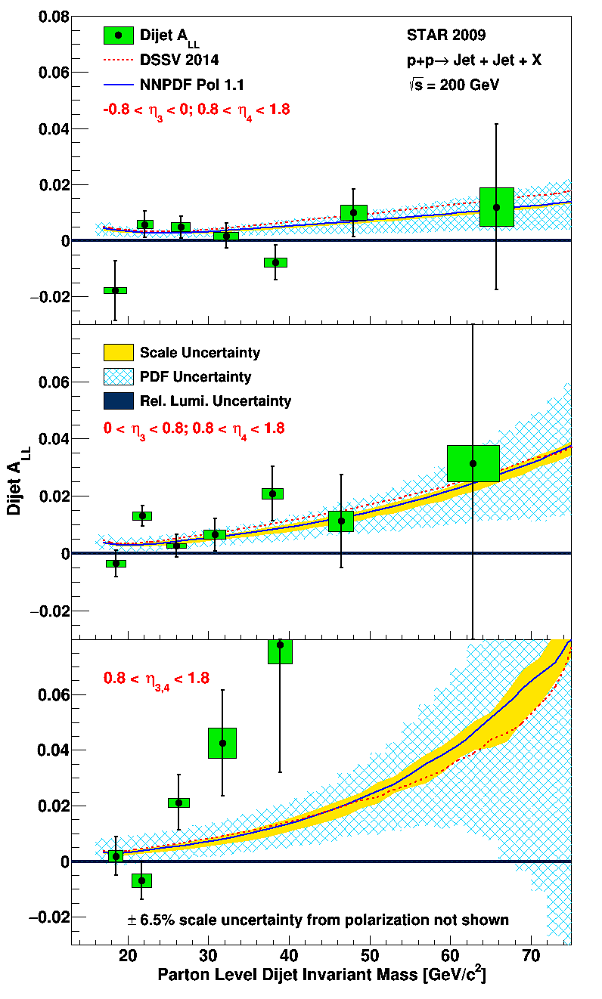 0.08
Dijet A_LL
STAR 2009
DSSV 2014
p+p→ Jet + Jet + X
0.06
NNPDF Pol 1.1
√s = 200 GeV
-0.8 < η_3 < 0; 0.8 < η_4 < 1.8
0.04
0.02
0
−0.02
Scale Uncertainty
PDF Uncertainty
0.06
Rel. Lumi. Uncertainty
0 < η_3 < 0.8; 0.8 < η_4 < 1.8
0.04
Dijet A_LL
0.02
0
−0.02
0.8 < η_3,4 < 1.8
0.06
0.04
0.02
0
−0.02
± 6.5% scale uncertainty from polarization not shown
20 30 40 50 60 70
Parton Level Dijet Invariant Mass [GeV/c²]